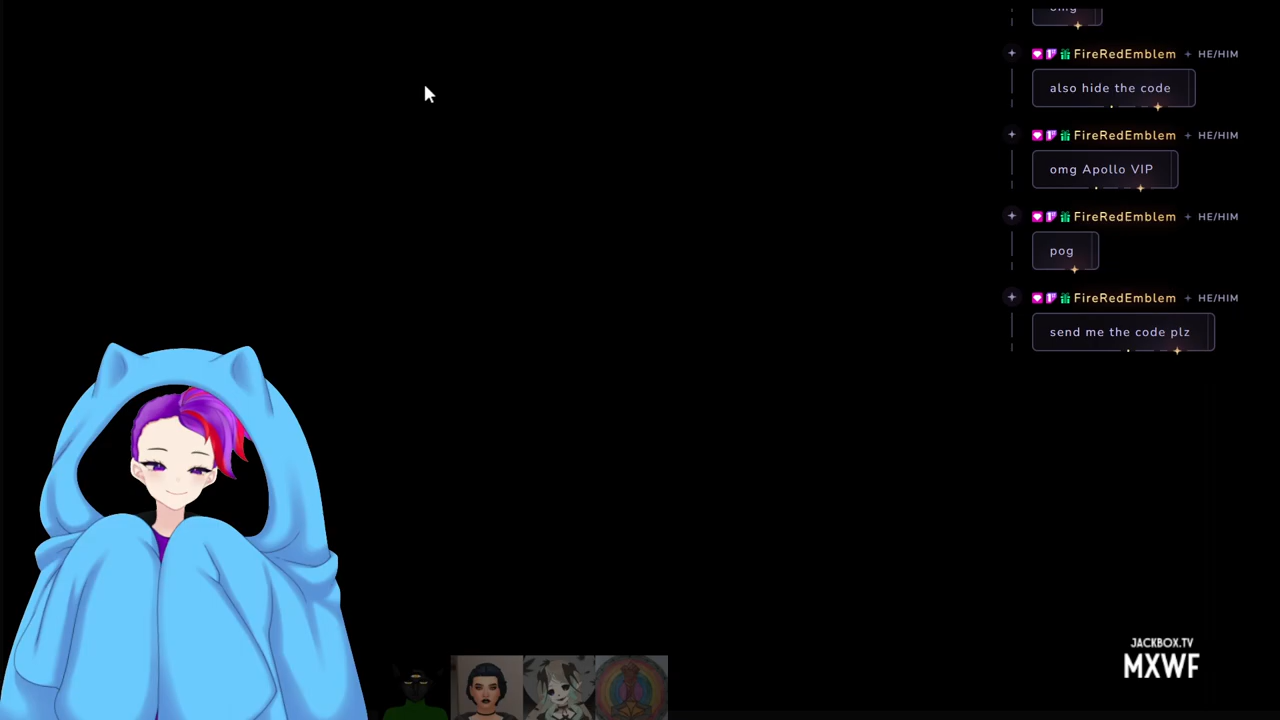 omg
FireRedEmblem HE/HIM
also hide the code
FireRedEmblem HE/HIM
omg Apollo VIP
FireRedEmblem HE/HIM
pog
FireRedEmblem HE/HIM
send me the code plz
JACKBOX.TV
MXWF